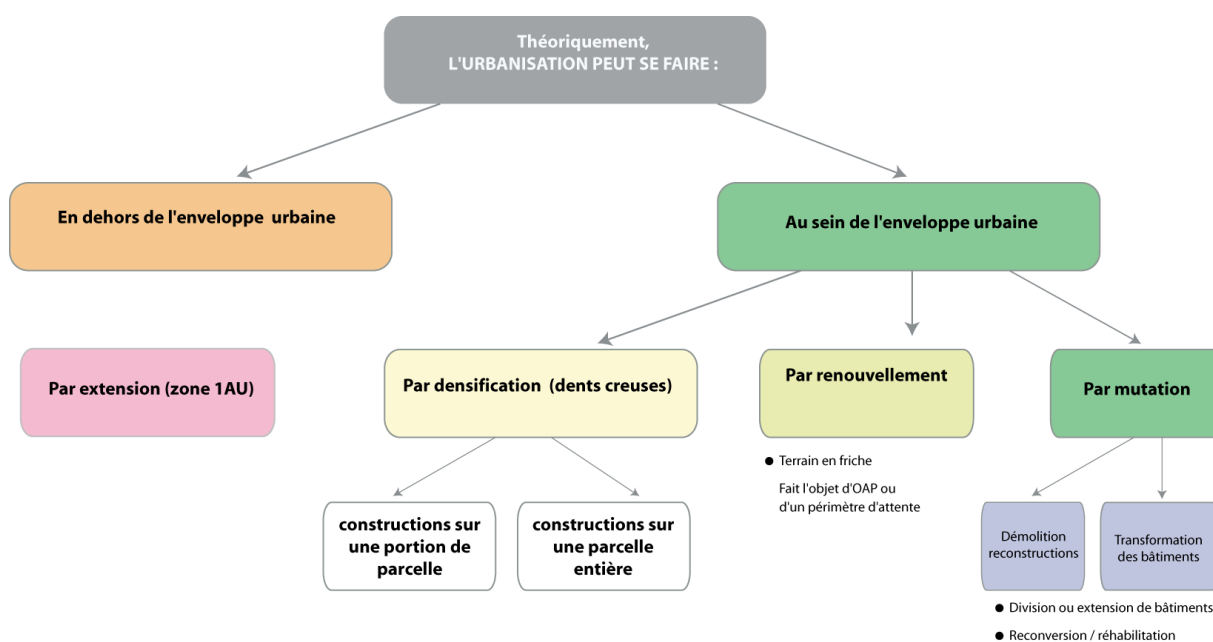 Théoriquement,
L'URBANISATION PEUT SE FAIRE :
En dehors de l'enveloppe urbaine
Au sein de l'enveloppe urbaine
Par extension (zone 1AU)
Par densification (dents creuses)
Par renouvellement
Par mutation
● Terrain en friche
Fait l'objet d'OAP ou
d'un périmètre d'attente
constructions sur
une portion de
parcelle
constructions sur
une parcelle
entière
Démolition
reconstructions
Transformation
des bâtiments
● Division ou extension de bâtiments
● Reconversion / réhabilitation